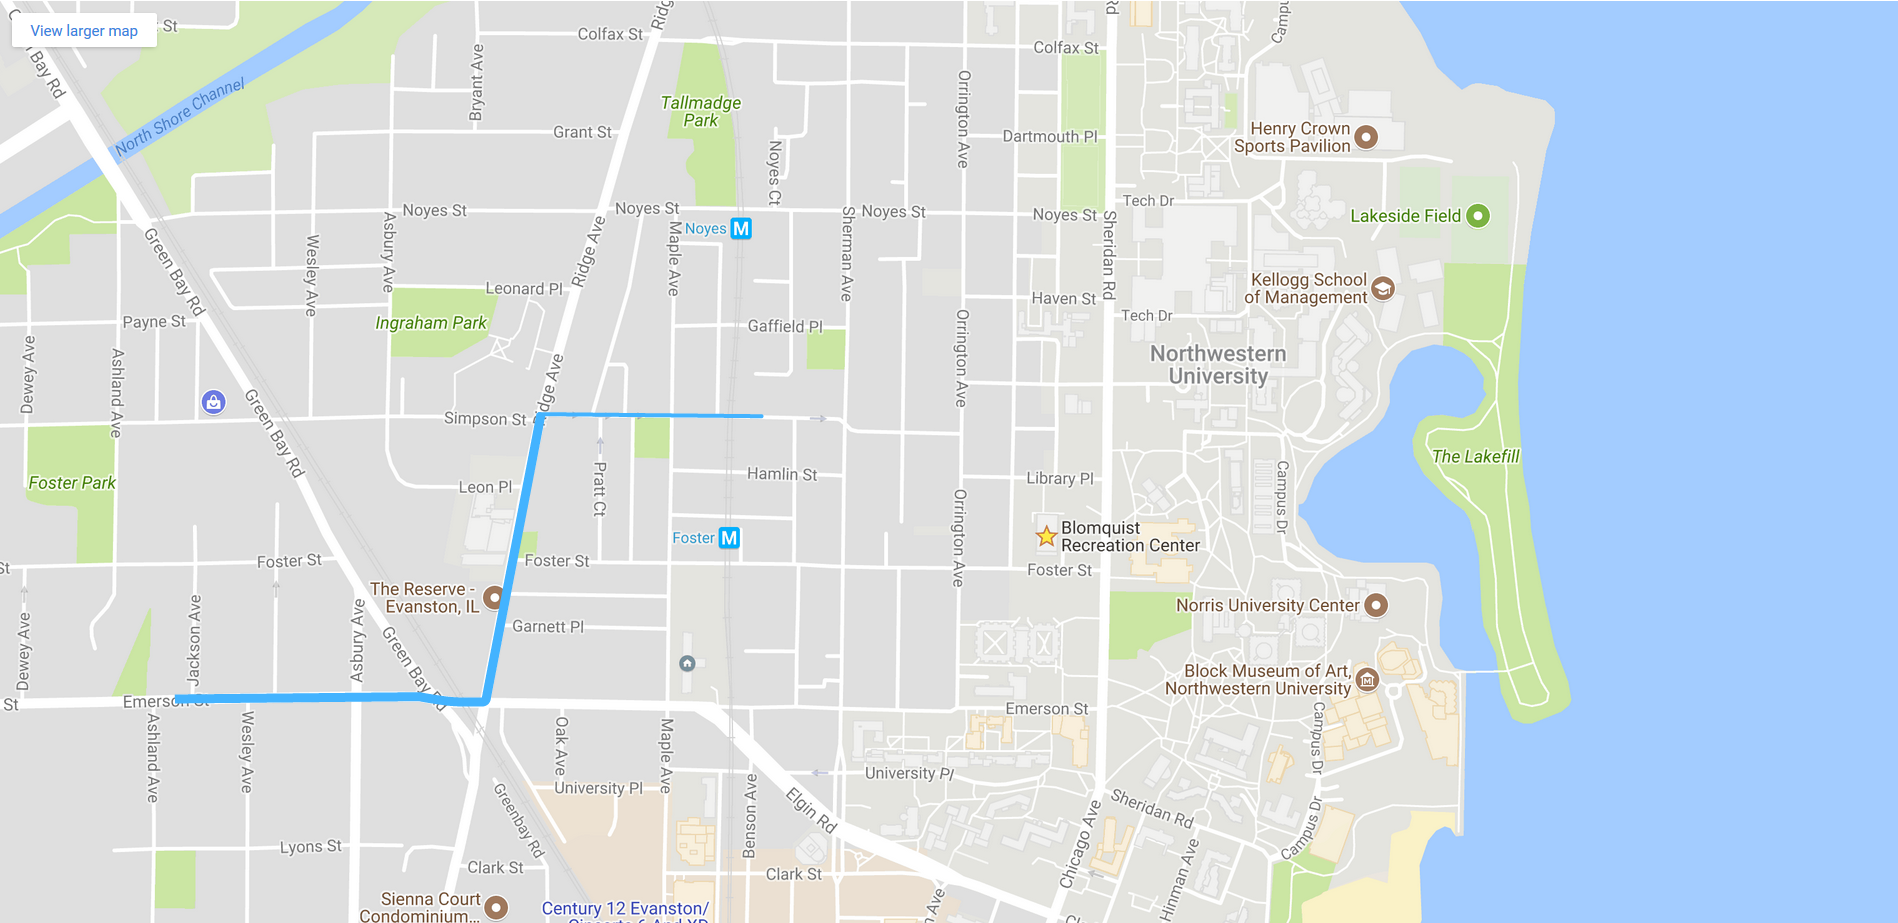 View larger map
St
Bay Rd
North Shore Channel
Bryant Ave
Colfax St
Colfax St
Rd
Tallmadge
Park
Grant St
Noyes Ct
Orrington Ave
Dartmouth Pl
Henry Crown
Sports Pavilion
Tech Dr
Noyes St
Noyes St
Noyes St
Noyes St
Noyes
M
Lakeside Field
Green Bay Rd
Wesley Ave
Asbury Ave
Ridge Ave
Maple Ave
Sherman Ave
Sheridan Rd
Leonard Pl
Haven St
Kellogg School
of Management
Payne St
Ingraham Park
Gaffield Pl
Tech Dr
Dewey Ave
Ashland Ave
Orrington Ave
Northwestern
University
Green Bay Rd
Ridge Ave
Simpson St
Foster Park
Leon Pl
Pratt Ct
Hamlin St
Library Pl
Campus Dr
The Lakefill
Orrington Ave
Foster
M
Blomquist
Recreation Center
St
Foster St
Foster St
Foster St
The Reserve -
Evanston, IL
Norris University Center
Dewey Ave
Jackson Ave
Asbury Ave
Green Bay Rd
Garnett Pl
Block Museum of Art,
Northwestern University
St
Emerson St
Emerson St
Ashland Ave
Wesley Ave
Oak Ave
Maple Ave
Campus Dr
University Pl
University Pl
Greenbay Rd
Benson Ave
Elgin Rd
Chicago Ave
Sheridan Rd
Campus Dr
Lyons St
Clark St
Clark St
Hinman Ave
Sienna Court
Condominium...
Century 12 Evanston/